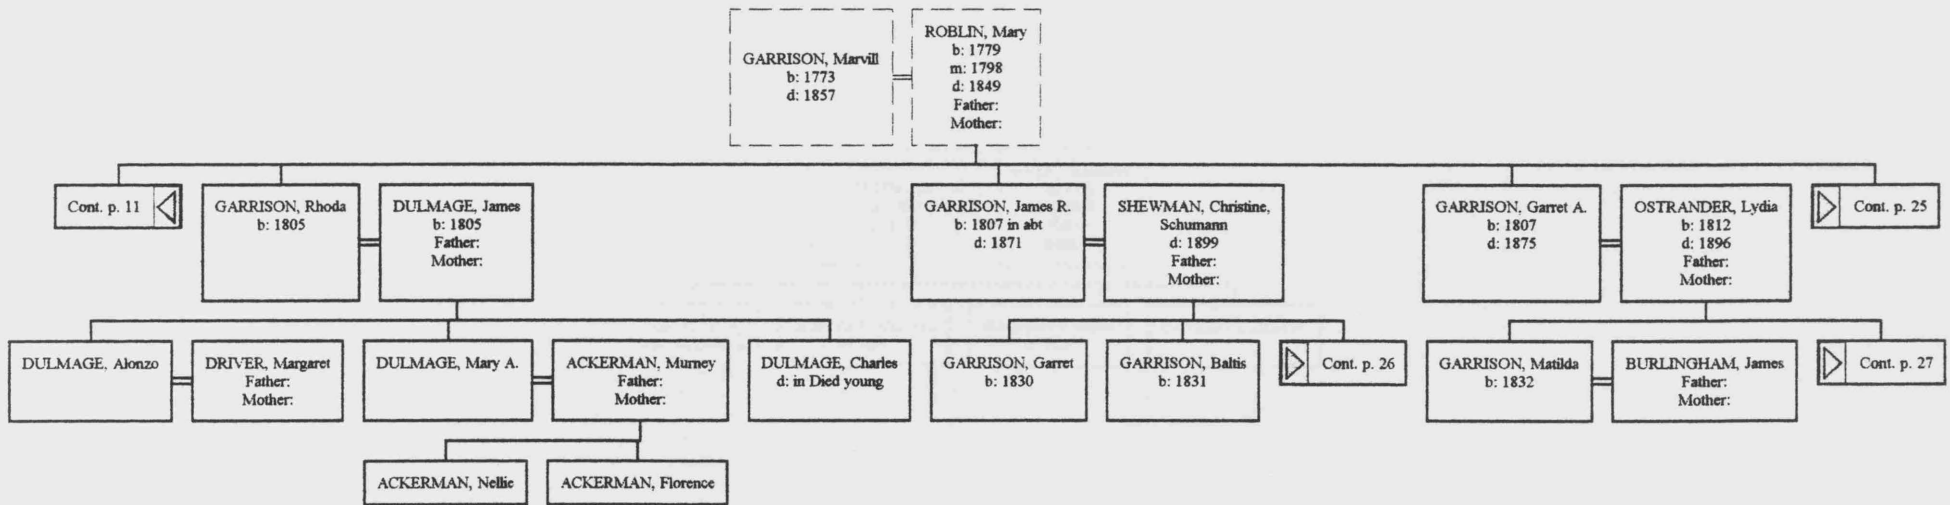 GARRISON, Marvill
b: 1773
d: 1857
ROBLIN, Mary
b: 1779
m: 1798
d: 1849
Father:
Mother:
Cont. p. 11
GARRISON, Rhoda
b: 1805
DULMAGE, James
b: 1805
Father:
Mother:
GARRISON, James R.
b: 1807 in abt
d: 1871
SHEWMAN, Christine,
Schumann
d: 1899
Father:
Mother:
GARRISON, Garret A.
b: 1807
d: 1875
OSTRANDER, Lydia
b: 1812
d: 1896
Father:
Mother:
Cont. p. 25
DULMAGE, Alonzo
DRIVER, Margaret
Father:
Mother:
DULMAGE, Mary A.
ACKERMAN, Murney
Father:
Mother:
DULMAGE, Charles
d: in Died young
GARRISON, Garret
b: 1830
GARRISON, Baltis
b: 1831
Cont. p. 26
GARRISON, Matilda
b: 1832
BURLINGHAM, James
Father:
Mother:
Cont. p. 27
ACKERMAN, Nellie
ACKERMAN, Florence